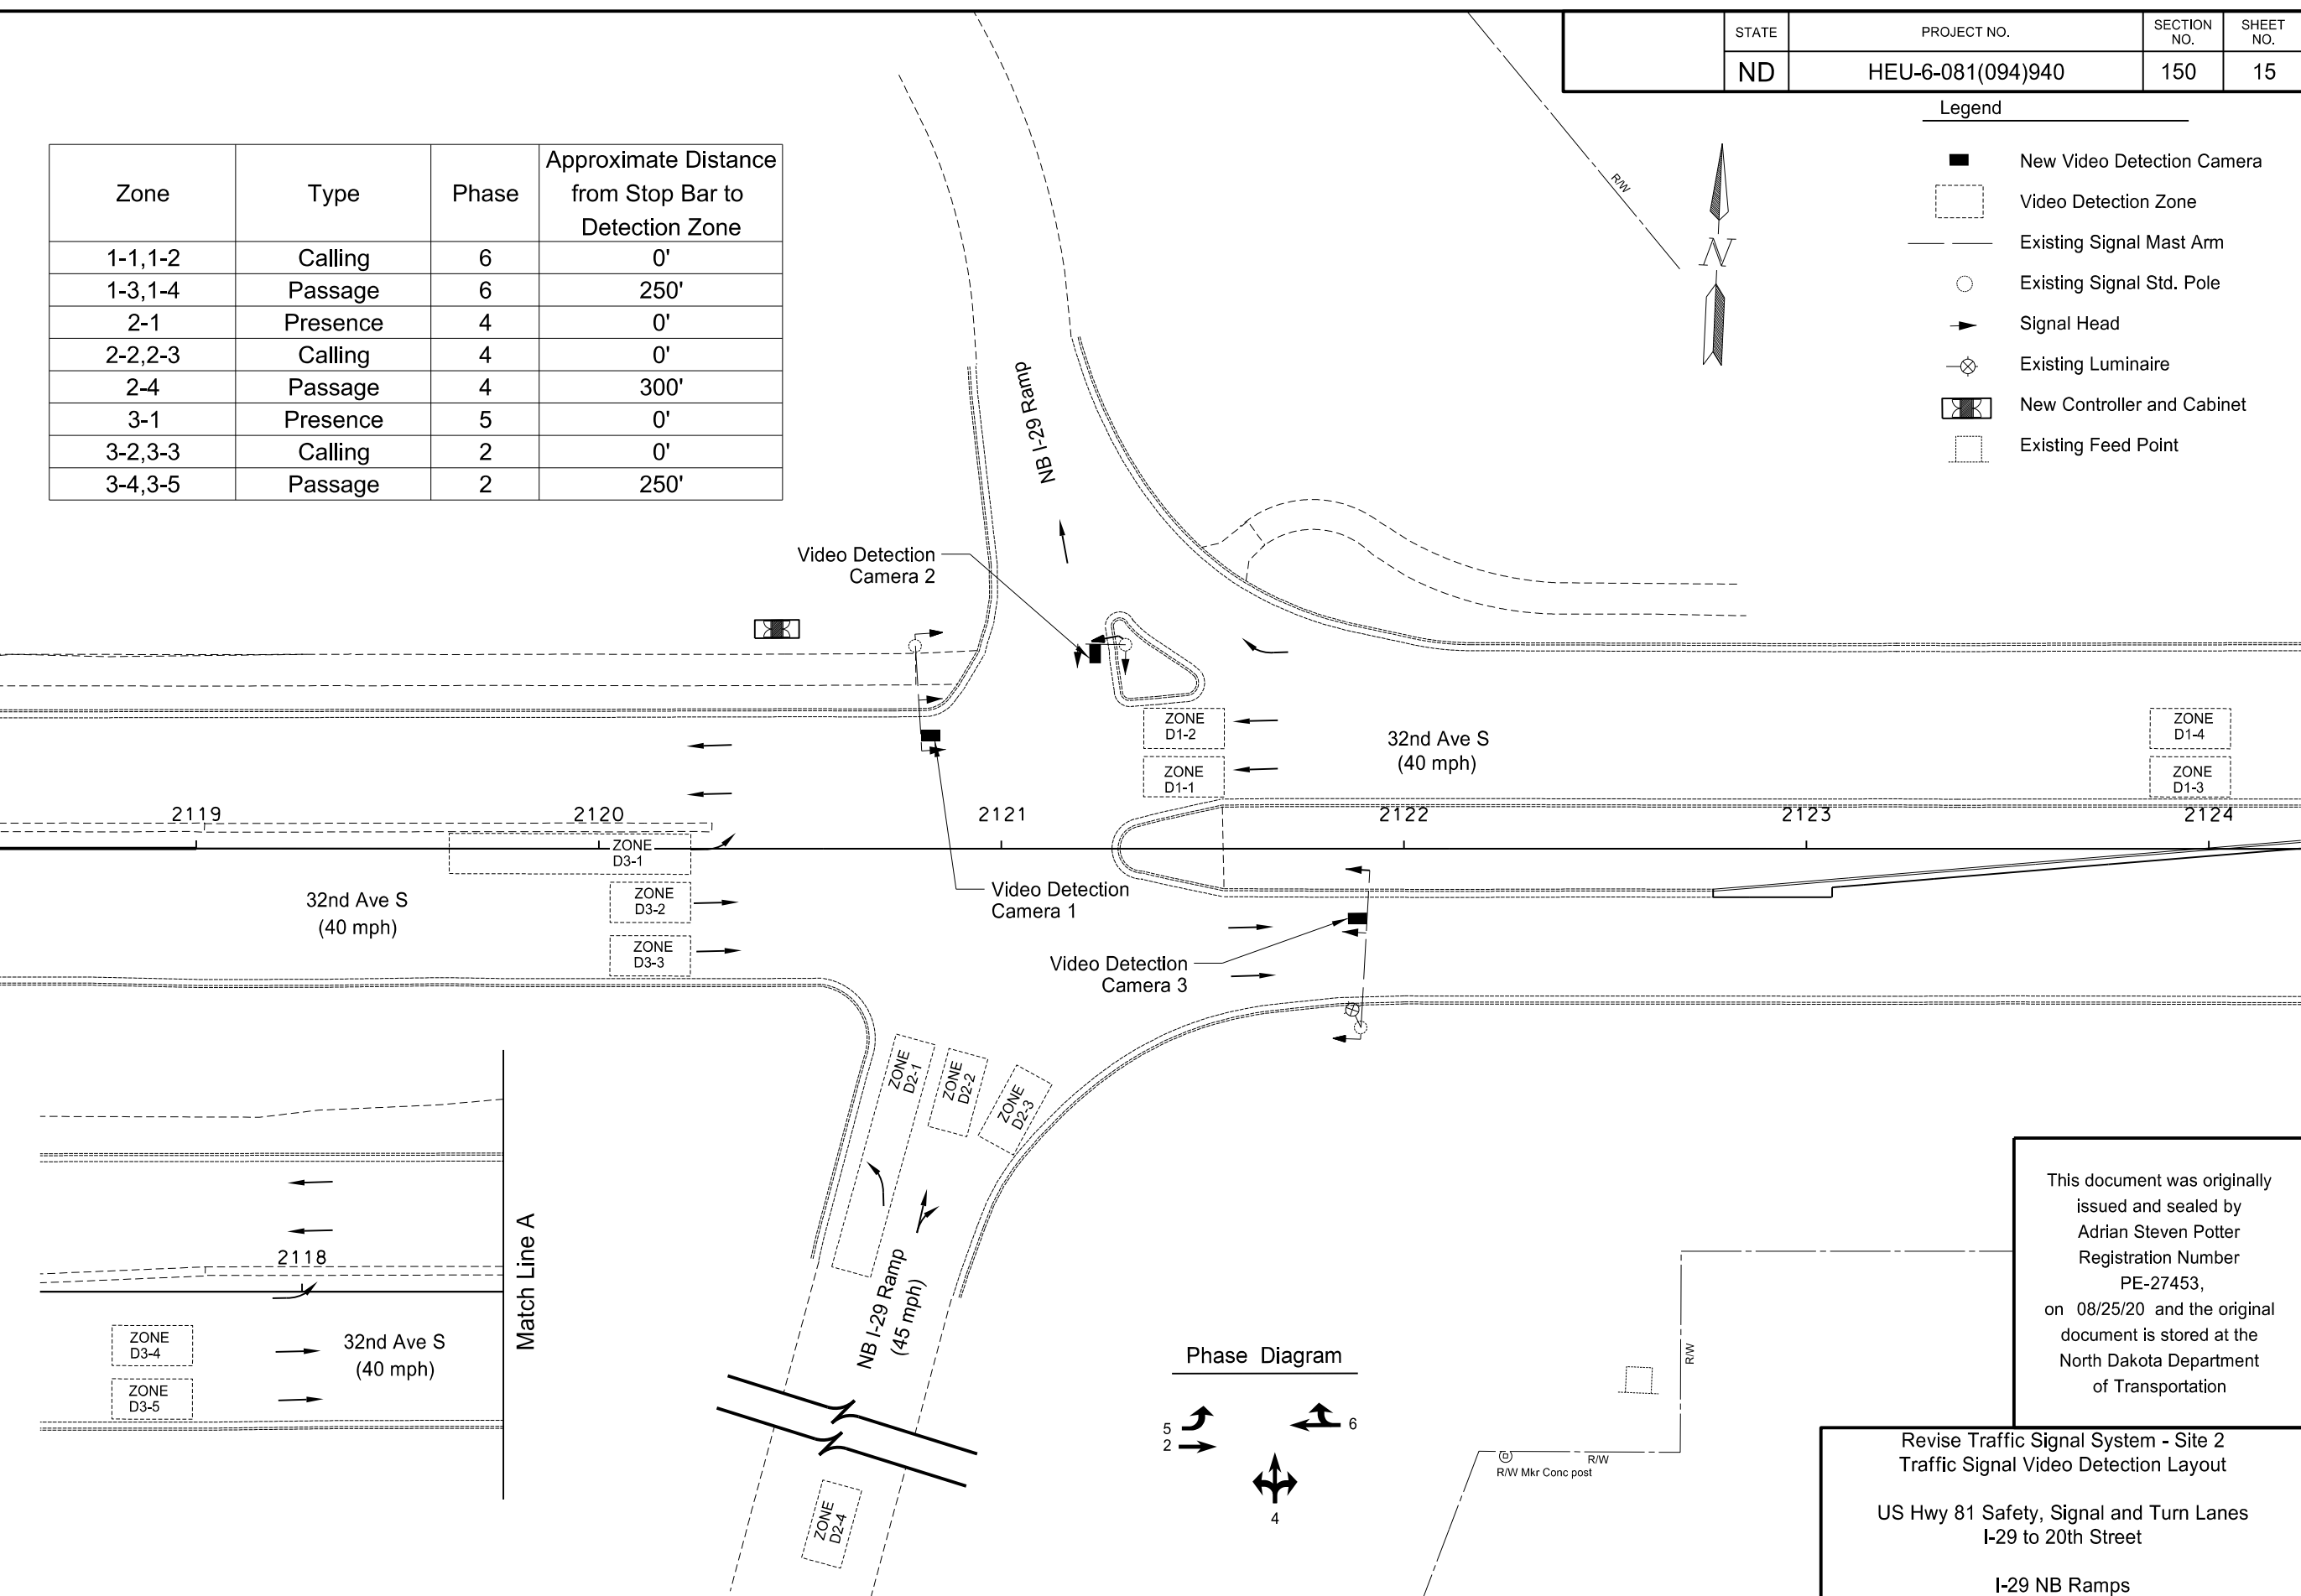 STATE
PROJECT NO.
SECTION
NO.
SHEET
NO.
ND
HEU-6-081(094)940
150
15
Legend
New Video Detection Camera
Video Detection Zone
Existing Signal Mast Arm
Existing Signal Std. Pole
Signal Head
Existing Luminaire
New Controller and Cabinet
Existing Feed Point
R/W
N
Zone
Type
Phase
Approximate Distance
from Stop Bar to
Detection Zone
1-1,1-2 Calling 6 0'
1-3,1-4 Passage 6 250'
2-1 Presence 4 0'
2-2,2-3 Calling 4 0'
2-4 Passage 4 300'
3-1 Presence 5 0'
3-2,3-3 Calling 2 0'
3-4,3-5 Passage 2 250'
NB I-29 Ramp
Video Detection
Camera 2
ZONE
D1-2
ZONE
D1-1
32nd Ave S
(40 mph)
ZONE
D1-4
ZONE
D1-3
2119 2120 2121 2122 2123 2124
ZONE
D3-1
32nd Ave S
(40 mph)
ZONE
D3-2
ZONE
D3-3
Video Detection
Camera 1
Video Detection
Camera 3
ZONE
D2-1
ZONE
D2-2
ZONE
D2-3
2118
Match Line A
ZONE
D3-4
ZONE
D3-5
32nd Ave S
(40 mph)
NB I-29 Ramp
(45 mph)
ZONE
D2-4
Phase Diagram
5
2
6
4
R/W
R/W
R/W Mkr Conc post
This document was originally
issued and sealed by
Adrian Steven Potter
Registration Number
PE-27453,
on 08/25/20 and the original
document is stored at the
North Dakota Department
of Transportation
Revise Traffic Signal System - Site 2
Traffic Signal Video Detection Layout
US Hwy 81 Safety, Signal and Turn Lanes
I-29 to 20th Street
I-29 NB Ramps